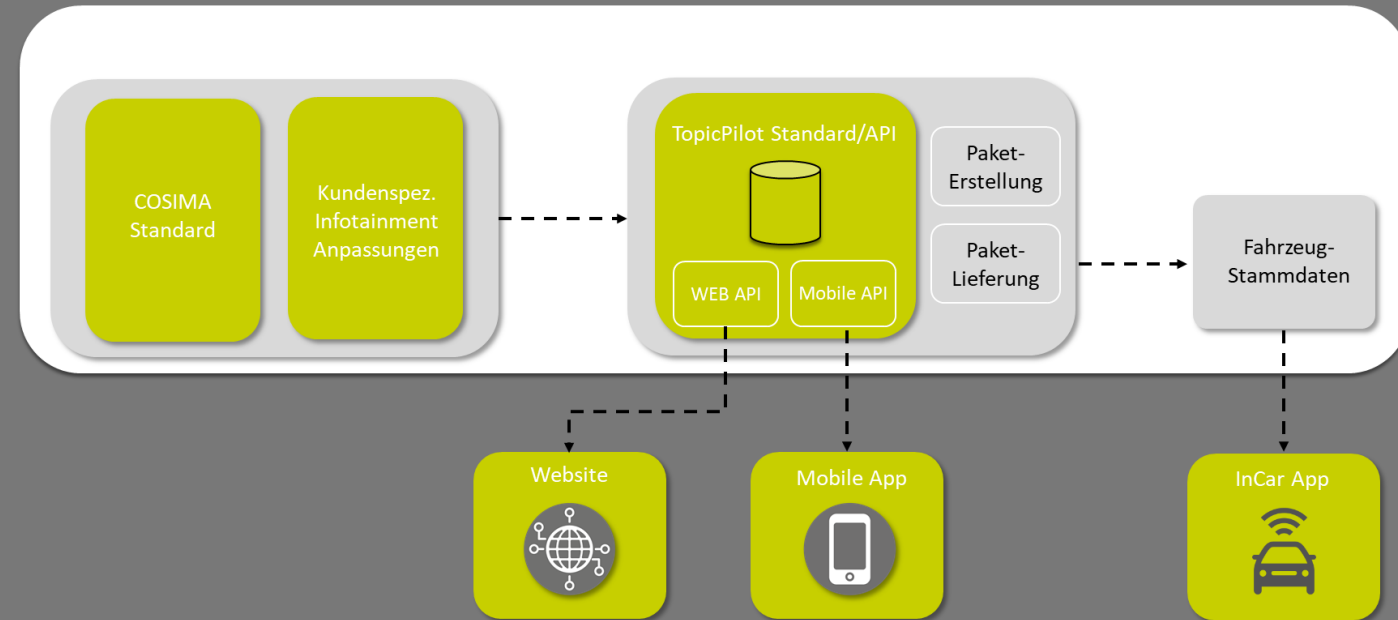 COSIMA
Standard
Kundenspez.
Infotainment
Anpassungen
TopicPilot Standard/API
WEB API
Mobile API
Paket-
Erstellung
Paket-
Lieferung
Fahrzeug-
Stammdaten
Website
Mobile App
InCar App